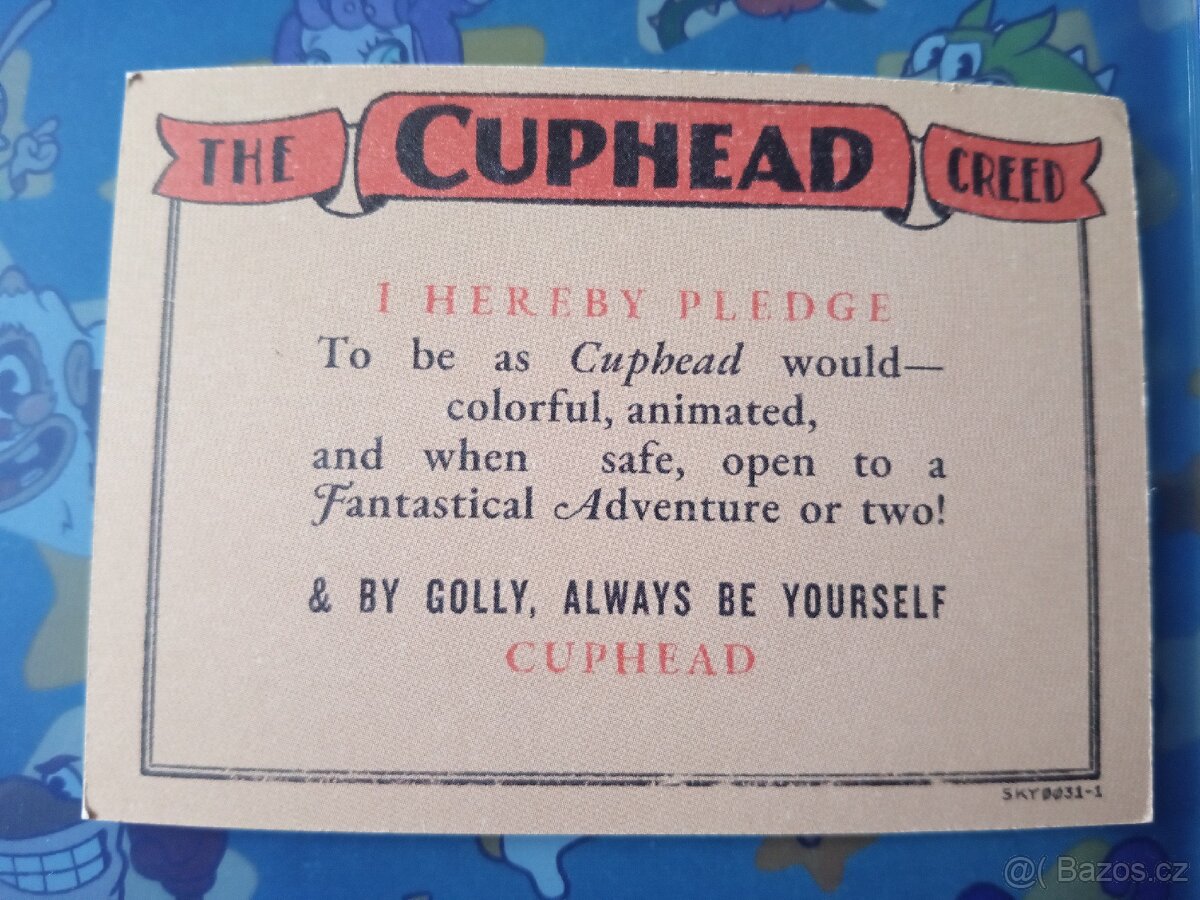 THE CUPHEAD CREED
I HEREBY PLEDGE
To be as Cuphead would—
colorful, animated,
and when safe, open to a
Fantastical Adventure or two!
& BY GOLLY, ALWAYS BE YOURSELF
CUPHEAD
SKY0031-1
@( Bazos.cz